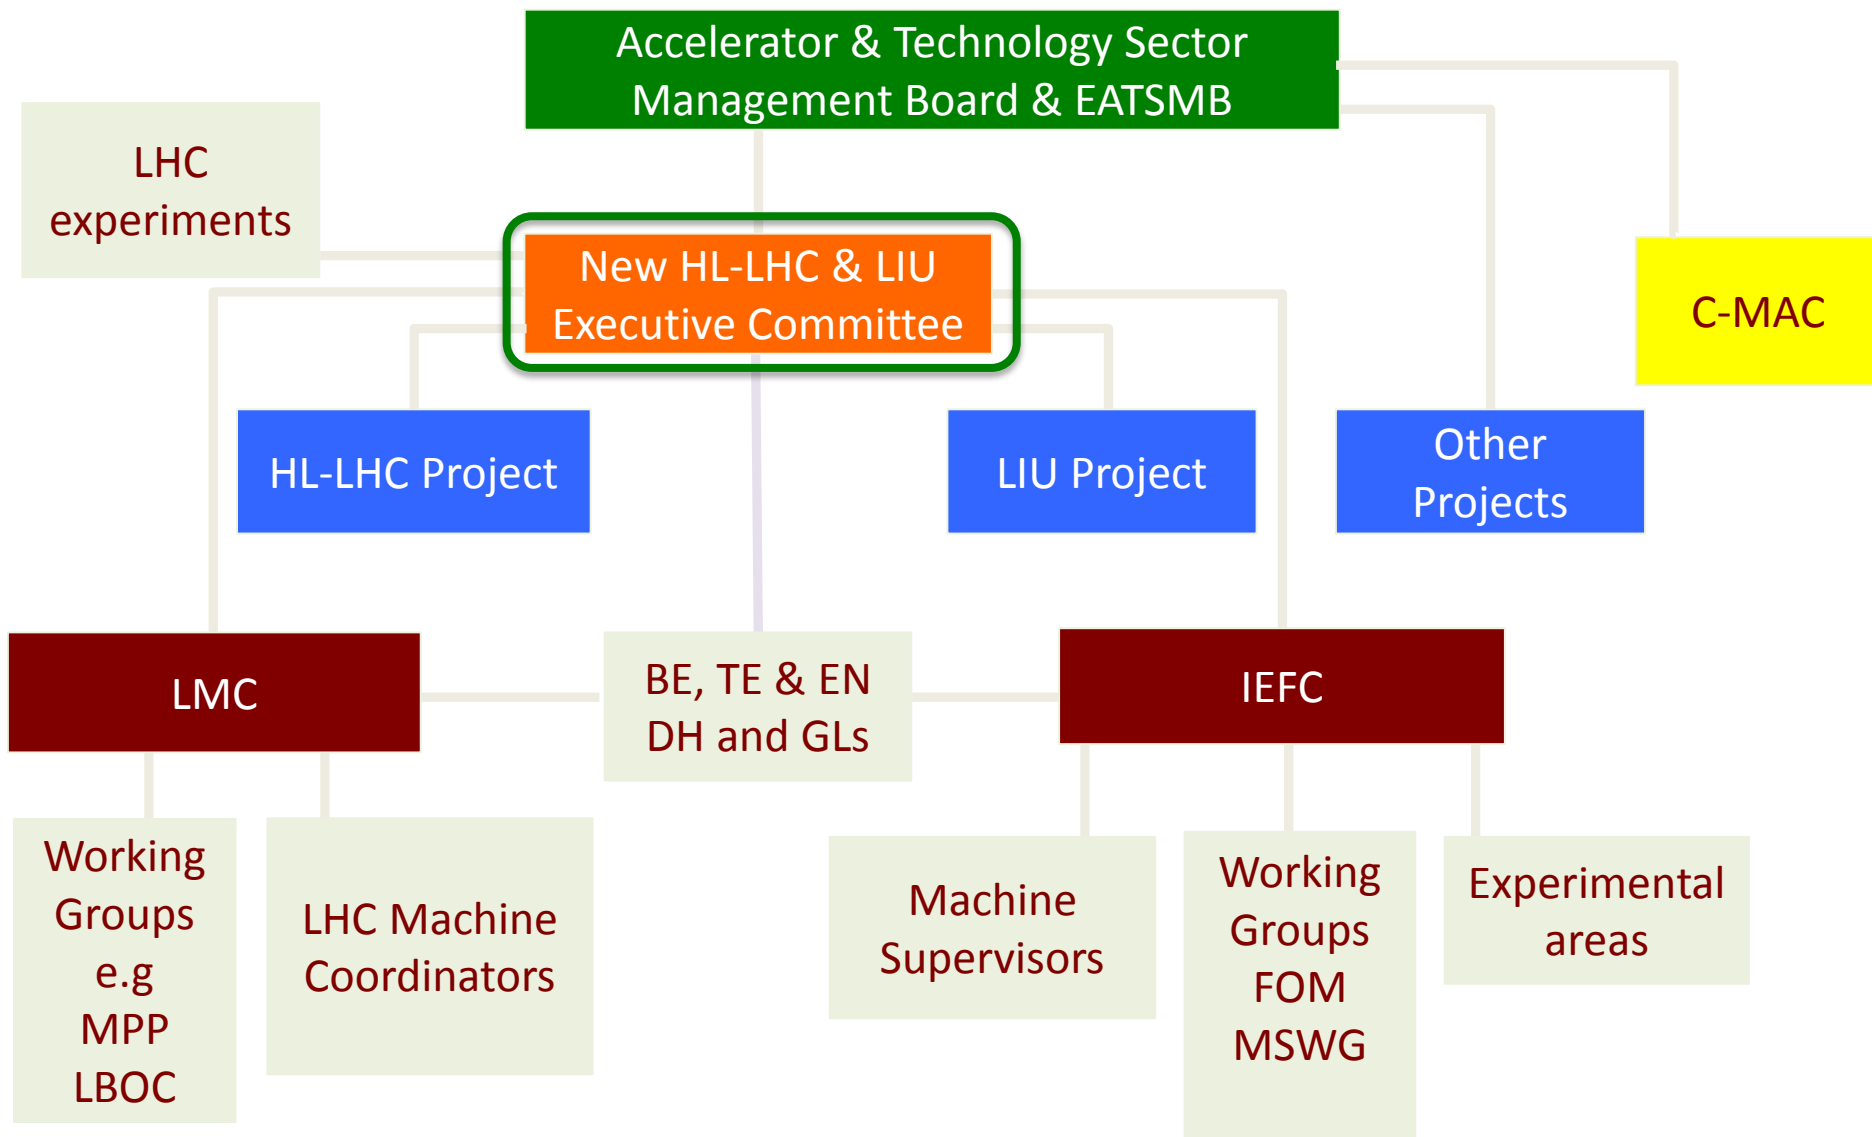 Accelerator & Technology Sector
Management Board & EATSMB
LHC
experiments
New HL-LHC & LIU
Executive Committee
C-MAC
HL-LHC Project
LIU Project
Other
Projects
LMC
BE, TE & EN
DH and GLs
IEFC
Working
Groups
e.g
MPP
LBOC
LHC Machine
Coordinators
Machine
Supervisors
Working
Groups
FOM
MSWG
Experimental
areas